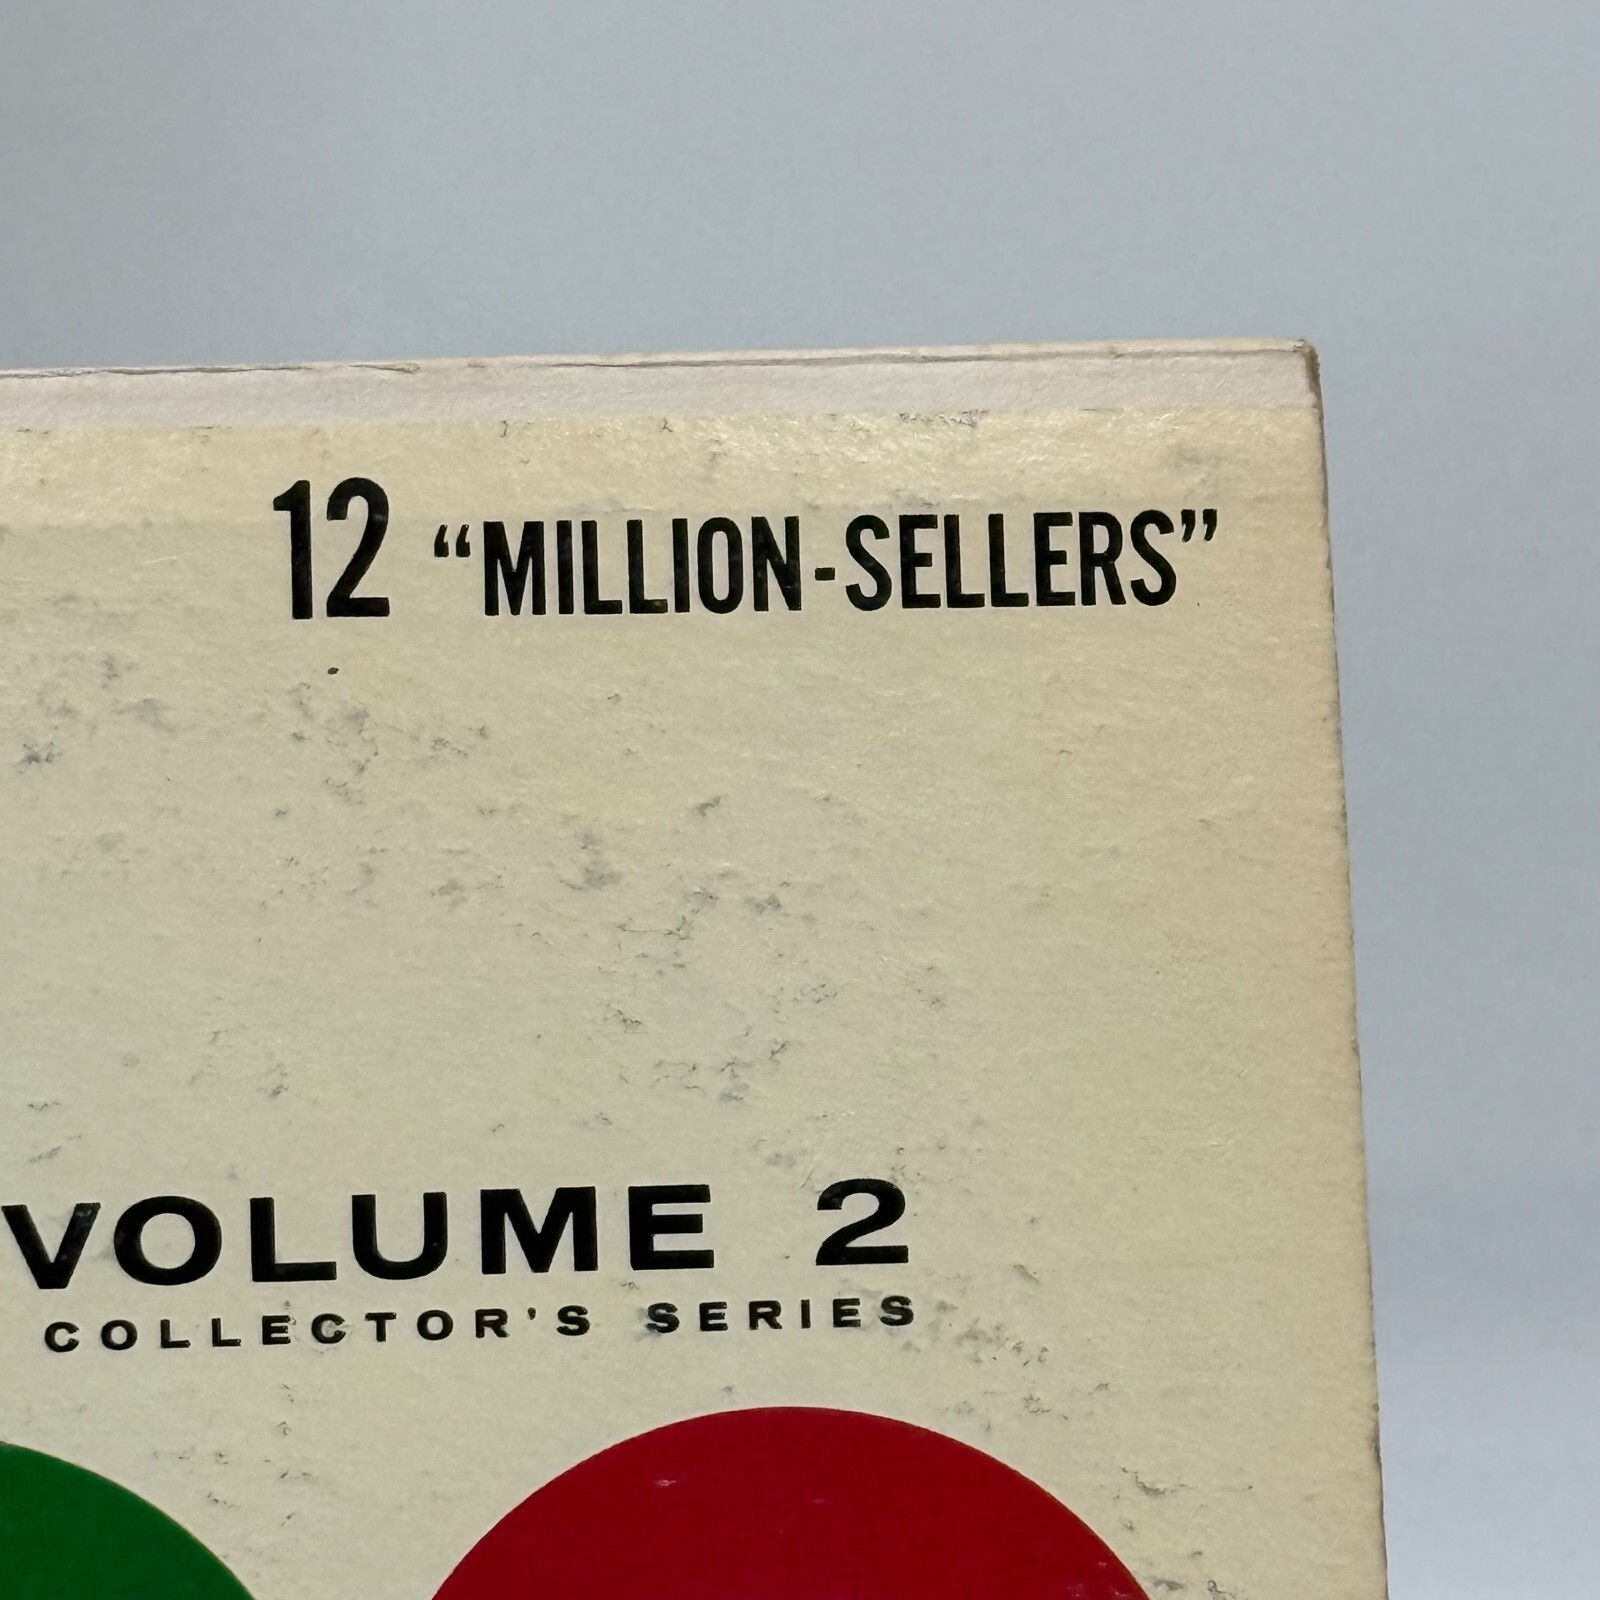 12 “MILLION-SELLERS”
VOLUME 2
COLLECTOR'S SERIES